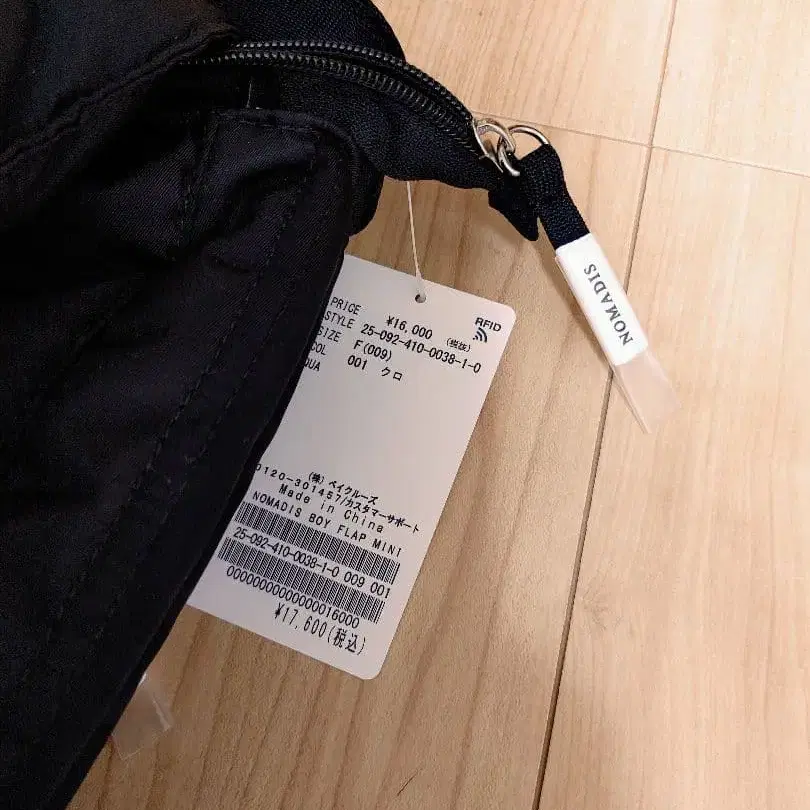 PRICE ¥16,000 (税抜)
STYLE 25-092-410-0038-1-0
SIZE F(009)
COL 001 クロ
QUA
RFID
(株)ベイクルーズ
0120-301457/カスタマーサポート
Made in China
NOMADIS BOY FLAP MINI
25-092-410-0038-1-0 009 001
0000000000000016000
¥17,600(税込)
NOMADIS